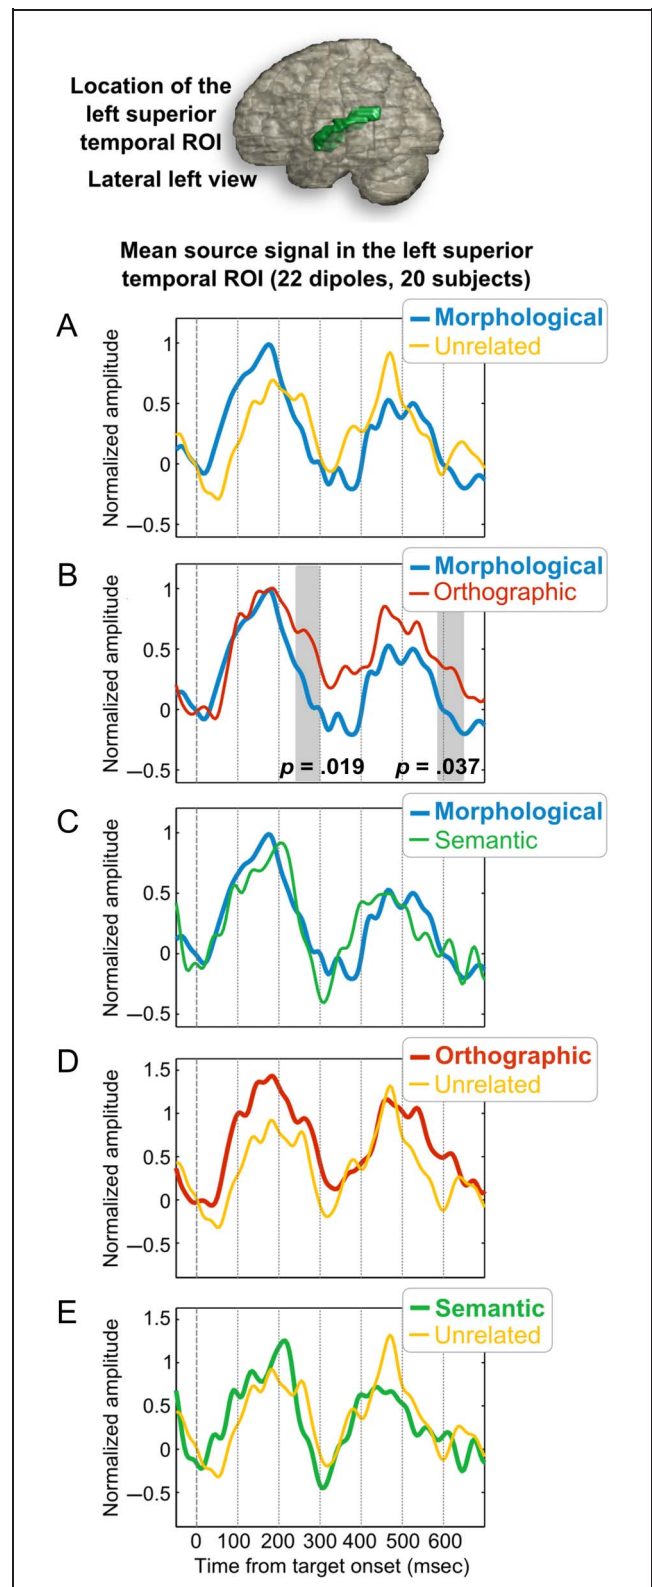 Location of the
left superior
temporal ROI
Lateral left view
Mean source signal in the left superior
temporal ROI (22 dipoles, 20 subjects)
A
Morphological
Unrelated
Normalized amplitude
1
0.5
0
−0.5
B
Morphological
Orthographic
Normalized amplitude
1
0.5
0
−0.5
p = .019
p = .037
C
Morphological
Semantic
Normalized amplitude
1
0.5
0
−0.5
D
Orthographic
Unrelated
Normalized amplitude
1.5
1
0.5
0
−0.5
E
Semantic
Unrelated
Normalized amplitude
1.5
1
0.5
0
−0.5
0 100 200 300 400 500 600
Time from target onset (msec)